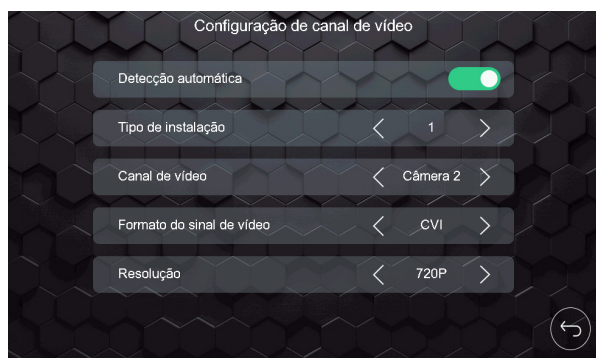 Configuração de canal de vídeo
Detecção automática
Tipo de instalação 1
Canal de vídeo Câmera 2
Formato do sinal de vídeo CVI
Resolução 720P